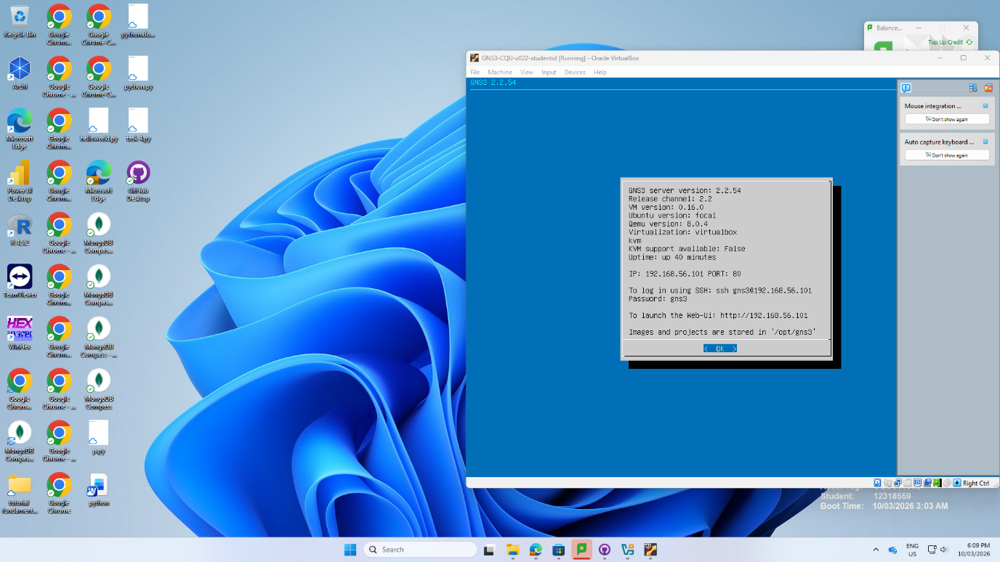 Recycle Bin
Google Chrom...
Google Chrome-C...
python.do...
Archi
Google Chrome - ...
Google Chrome-C...
python.py
Microsoft Edge
Google Chrom...
helloworld.py
task 4.py
Power BI Desktop
Google Chrom...
Microsoft Edge
GitHub Desktop
R 4.5.2
Google Chrome - ...
MongoDB Compas...
TeamViewer
Google Chrom...
MongoDB Compas...
WinHex
Google Chrom...
MongoDB Compass - ...
Google Chrom...
Google Chrome - ...
MongoDB Compass
MongoDB Compas...
Google Chrome - ...
p.py
tutorial fundament...
Google Chrome
python
Balance...
Top Up Credit
GNS3-CQU-v022-studentid [Running] - Oracle VirtualBox
File Machine View Input Devices Help
GNS3 2.2.54
GNS3 server version: 2.2.54
Release channel: 2.2
VM version: 0.16.0
Ubuntu version: focal
Qemu version: 8.0.4
Virtualization: virtualbox
kvm
KVM support available: False
Uptime: up 40 minutes
IP: 192.168.56.101 PORT: 80
To log in using SSH: ssh gns3@192.168.56.101
Password: gns3
To launch the Web-Ui: http://192.168.56.101
Images and projects are stored in '/opt/gns3'
< OK >
Mouse integration ...
Don't show again
Auto capture keyboard ...
Don't show again
Right Ctrl
Student: 12318559
Boot Time: 10/03/2026 3:03 AM
Search
ENG
US
6:09 PM
10/03/2026